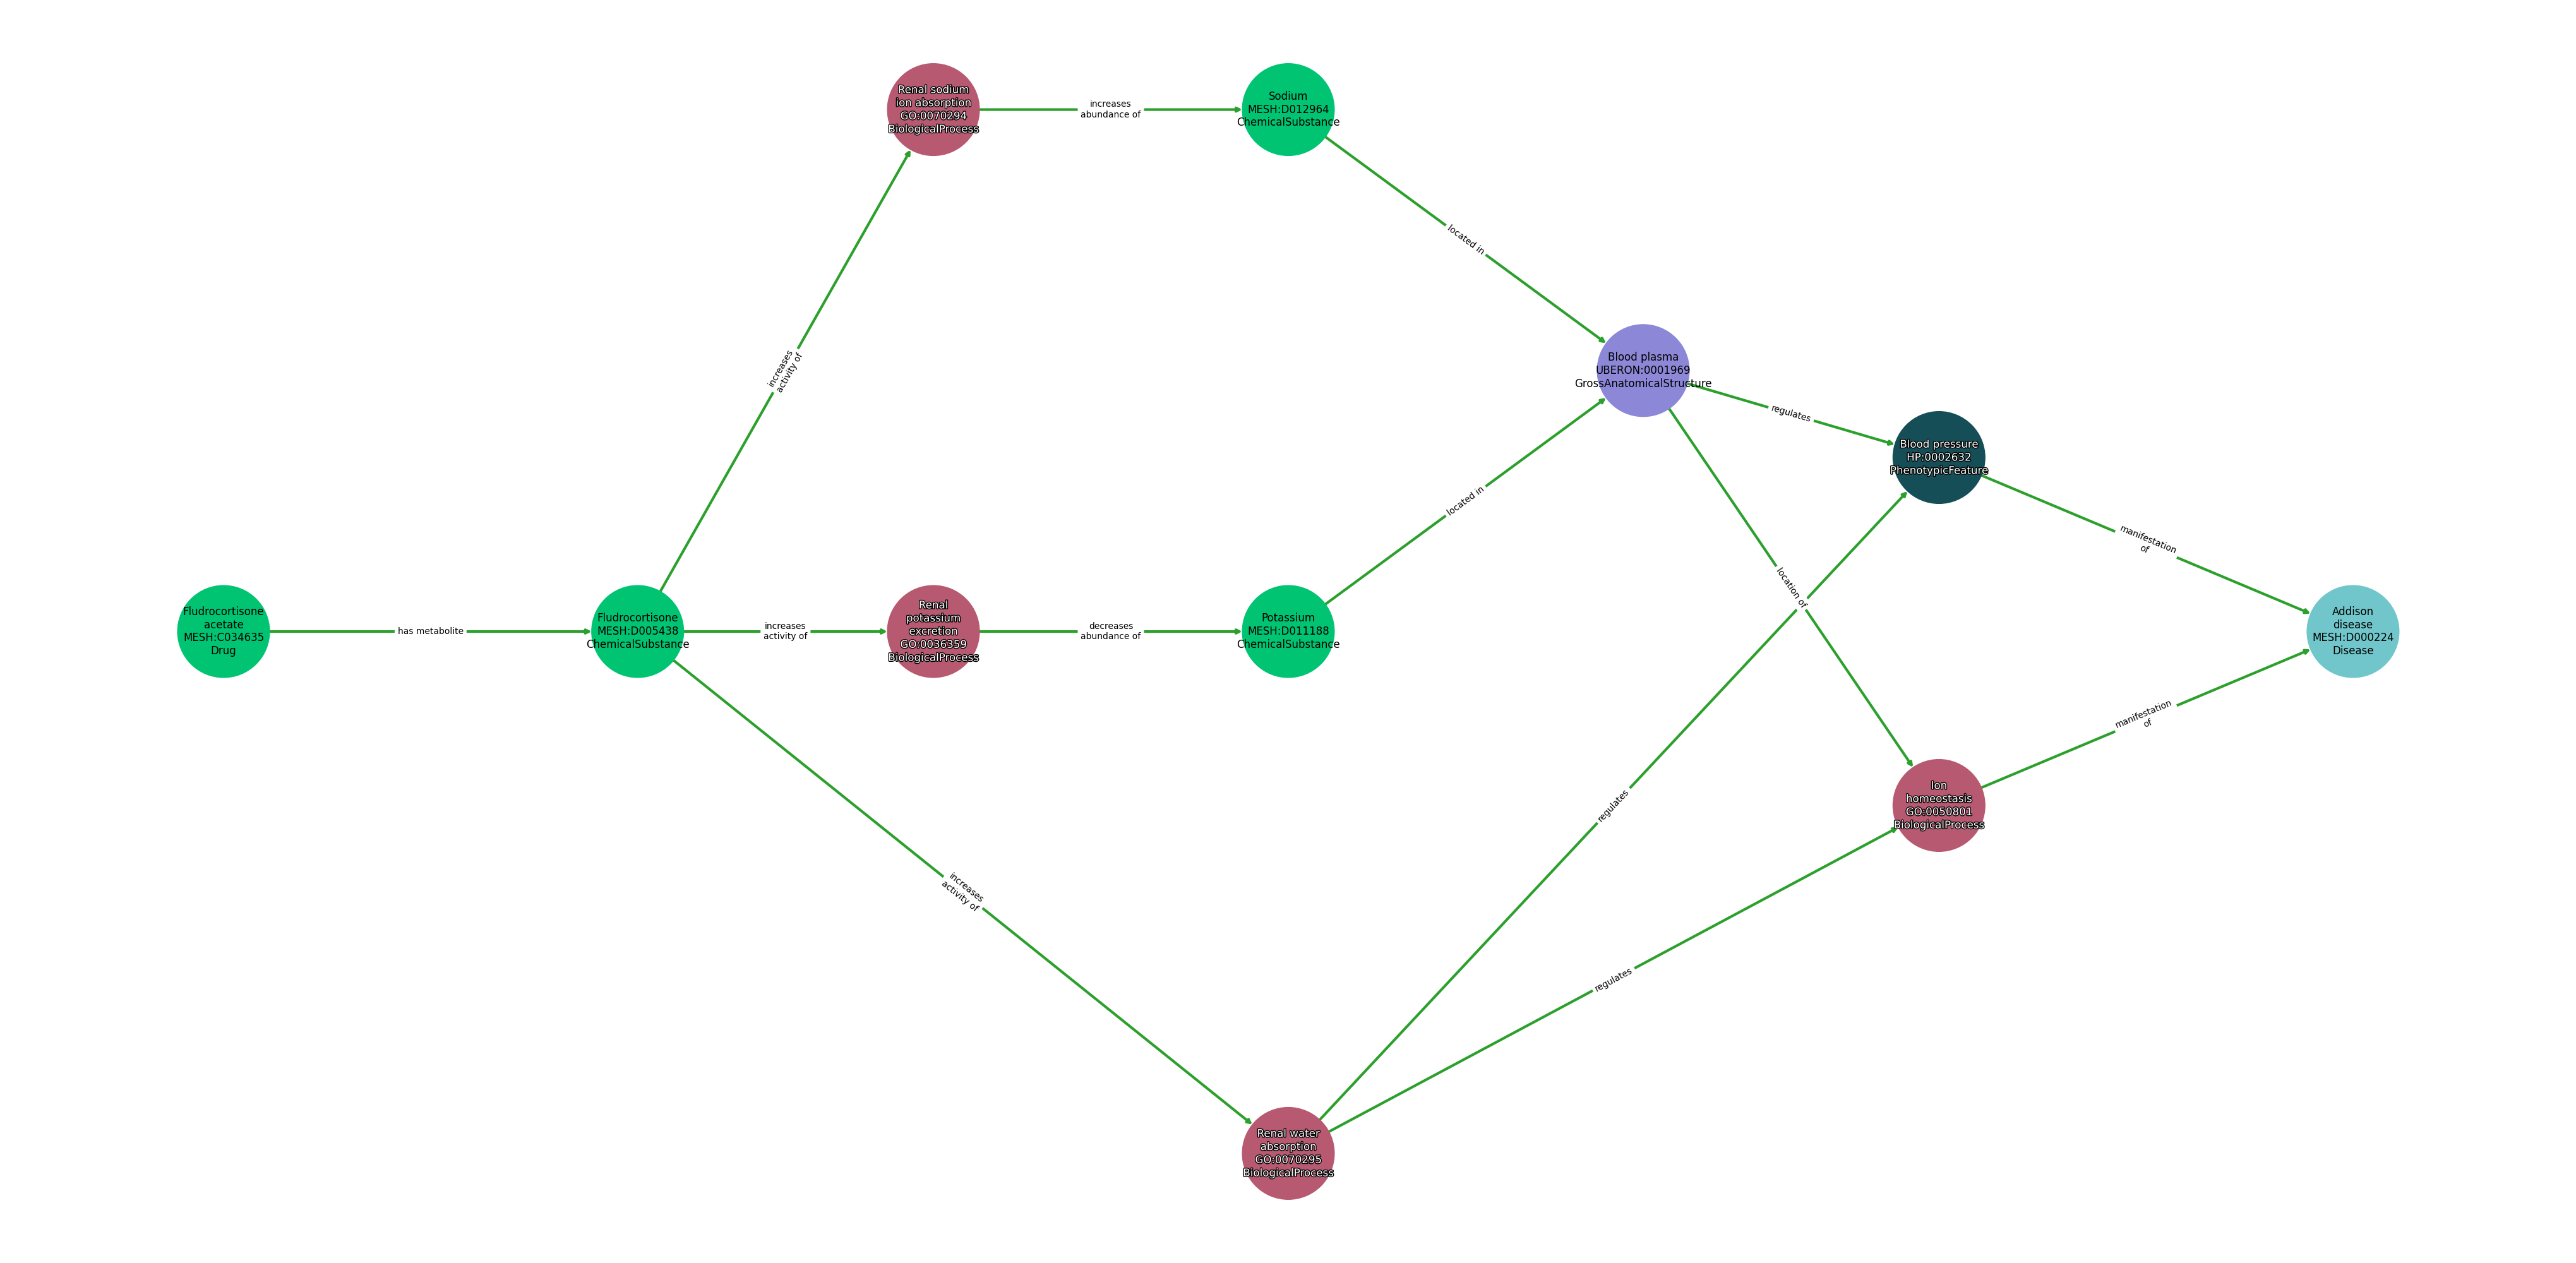 Renal sodium
ion absorption
GO:0070294
BiologicalProcess
increases
abundance of
Sodium
MESH:D012964
ChemicalSubstance
located in
increases
activity of
Blood plasma
UBERON:0001969
GrossAnatomicalStructure
regulates
Blood pressure
HP:0002632
PhenotypicFeature
located in
manifestation
of
location of
Fludrocortisone
acetate
MESH:C034635
Drug
has metabolite
Fludrocortisone
MESH:D005438
ChemicalSubstance
increases
activity of
Renal
potassium
excretion
GO:0036359
BiologicalProcess
decreases
abundance of
Potassium
MESH:D011188
ChemicalSubstance
Addison
disease
MESH:D000224
Disease
manifestation
of
regulates
Ion
homeostasis
GO:0050801
BiologicalProcess
increases
activity of
regulates
Renal water
absorption
GO:0070295
BiologicalProcess